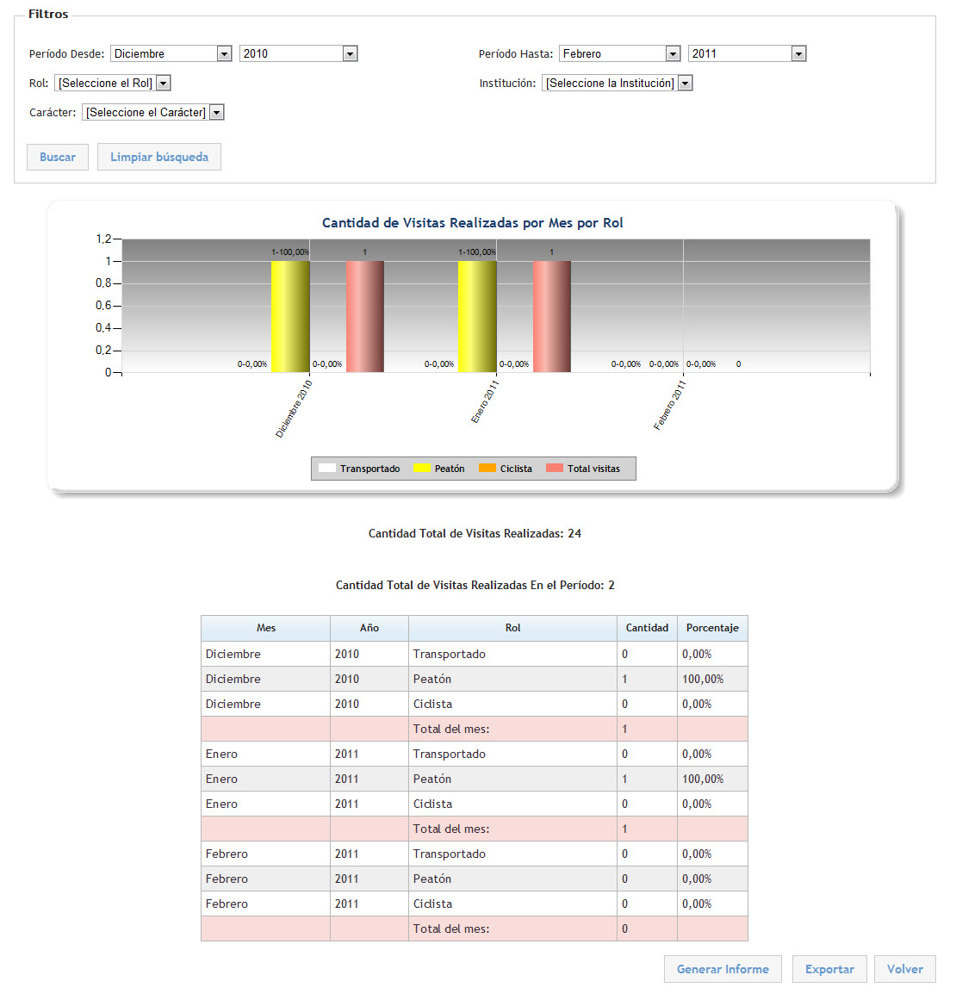 Filtros
Período Desde: Diciembre 2010 Período Hasta: Febrero 2011
Rol: [Seleccione el Rol] Institución: [Seleccione la Institución]
Carácter: [Seleccione el Carácter]
Buscar Limpiar búsqueda
Cantidad de Visitas Realizadas por Mes por Rol
1,2
1-100,00% 1 1-100,00% 1
1
0,8
0,6
0,4
0,2
0-0,00% 0-0,00% 0-0,00% 0-0,00% 0-0,00% 0-0,00% 0-0,00% 0
0
Diciembre 2010 Enero 2011 Febrero 2011
Transportado Peatón Ciclista Total visitas
Cantidad Total de Visitas Realizadas: 24
Cantidad Total de Visitas Realizadas En el Período: 2
Mes Año Rol Cantidad Porcentaje
Diciembre 2010 Transportado 0 0,00%
Diciembre 2010 Peatón 1 100,00%
Diciembre 2010 Ciclista 0 0,00%
Total del mes: 1
Enero 2011 Transportado 0 0,00%
Enero 2011 Peatón 1 100,00%
Enero 2011 Ciclista 0 0,00%
Total del mes: 1
Febrero 2011 Transportado 0 0,00%
Febrero 2011 Peatón 0 0,00%
Febrero 2011 Ciclista 0 0,00%
Total del mes: 0
Generar Informe Exportar Volver